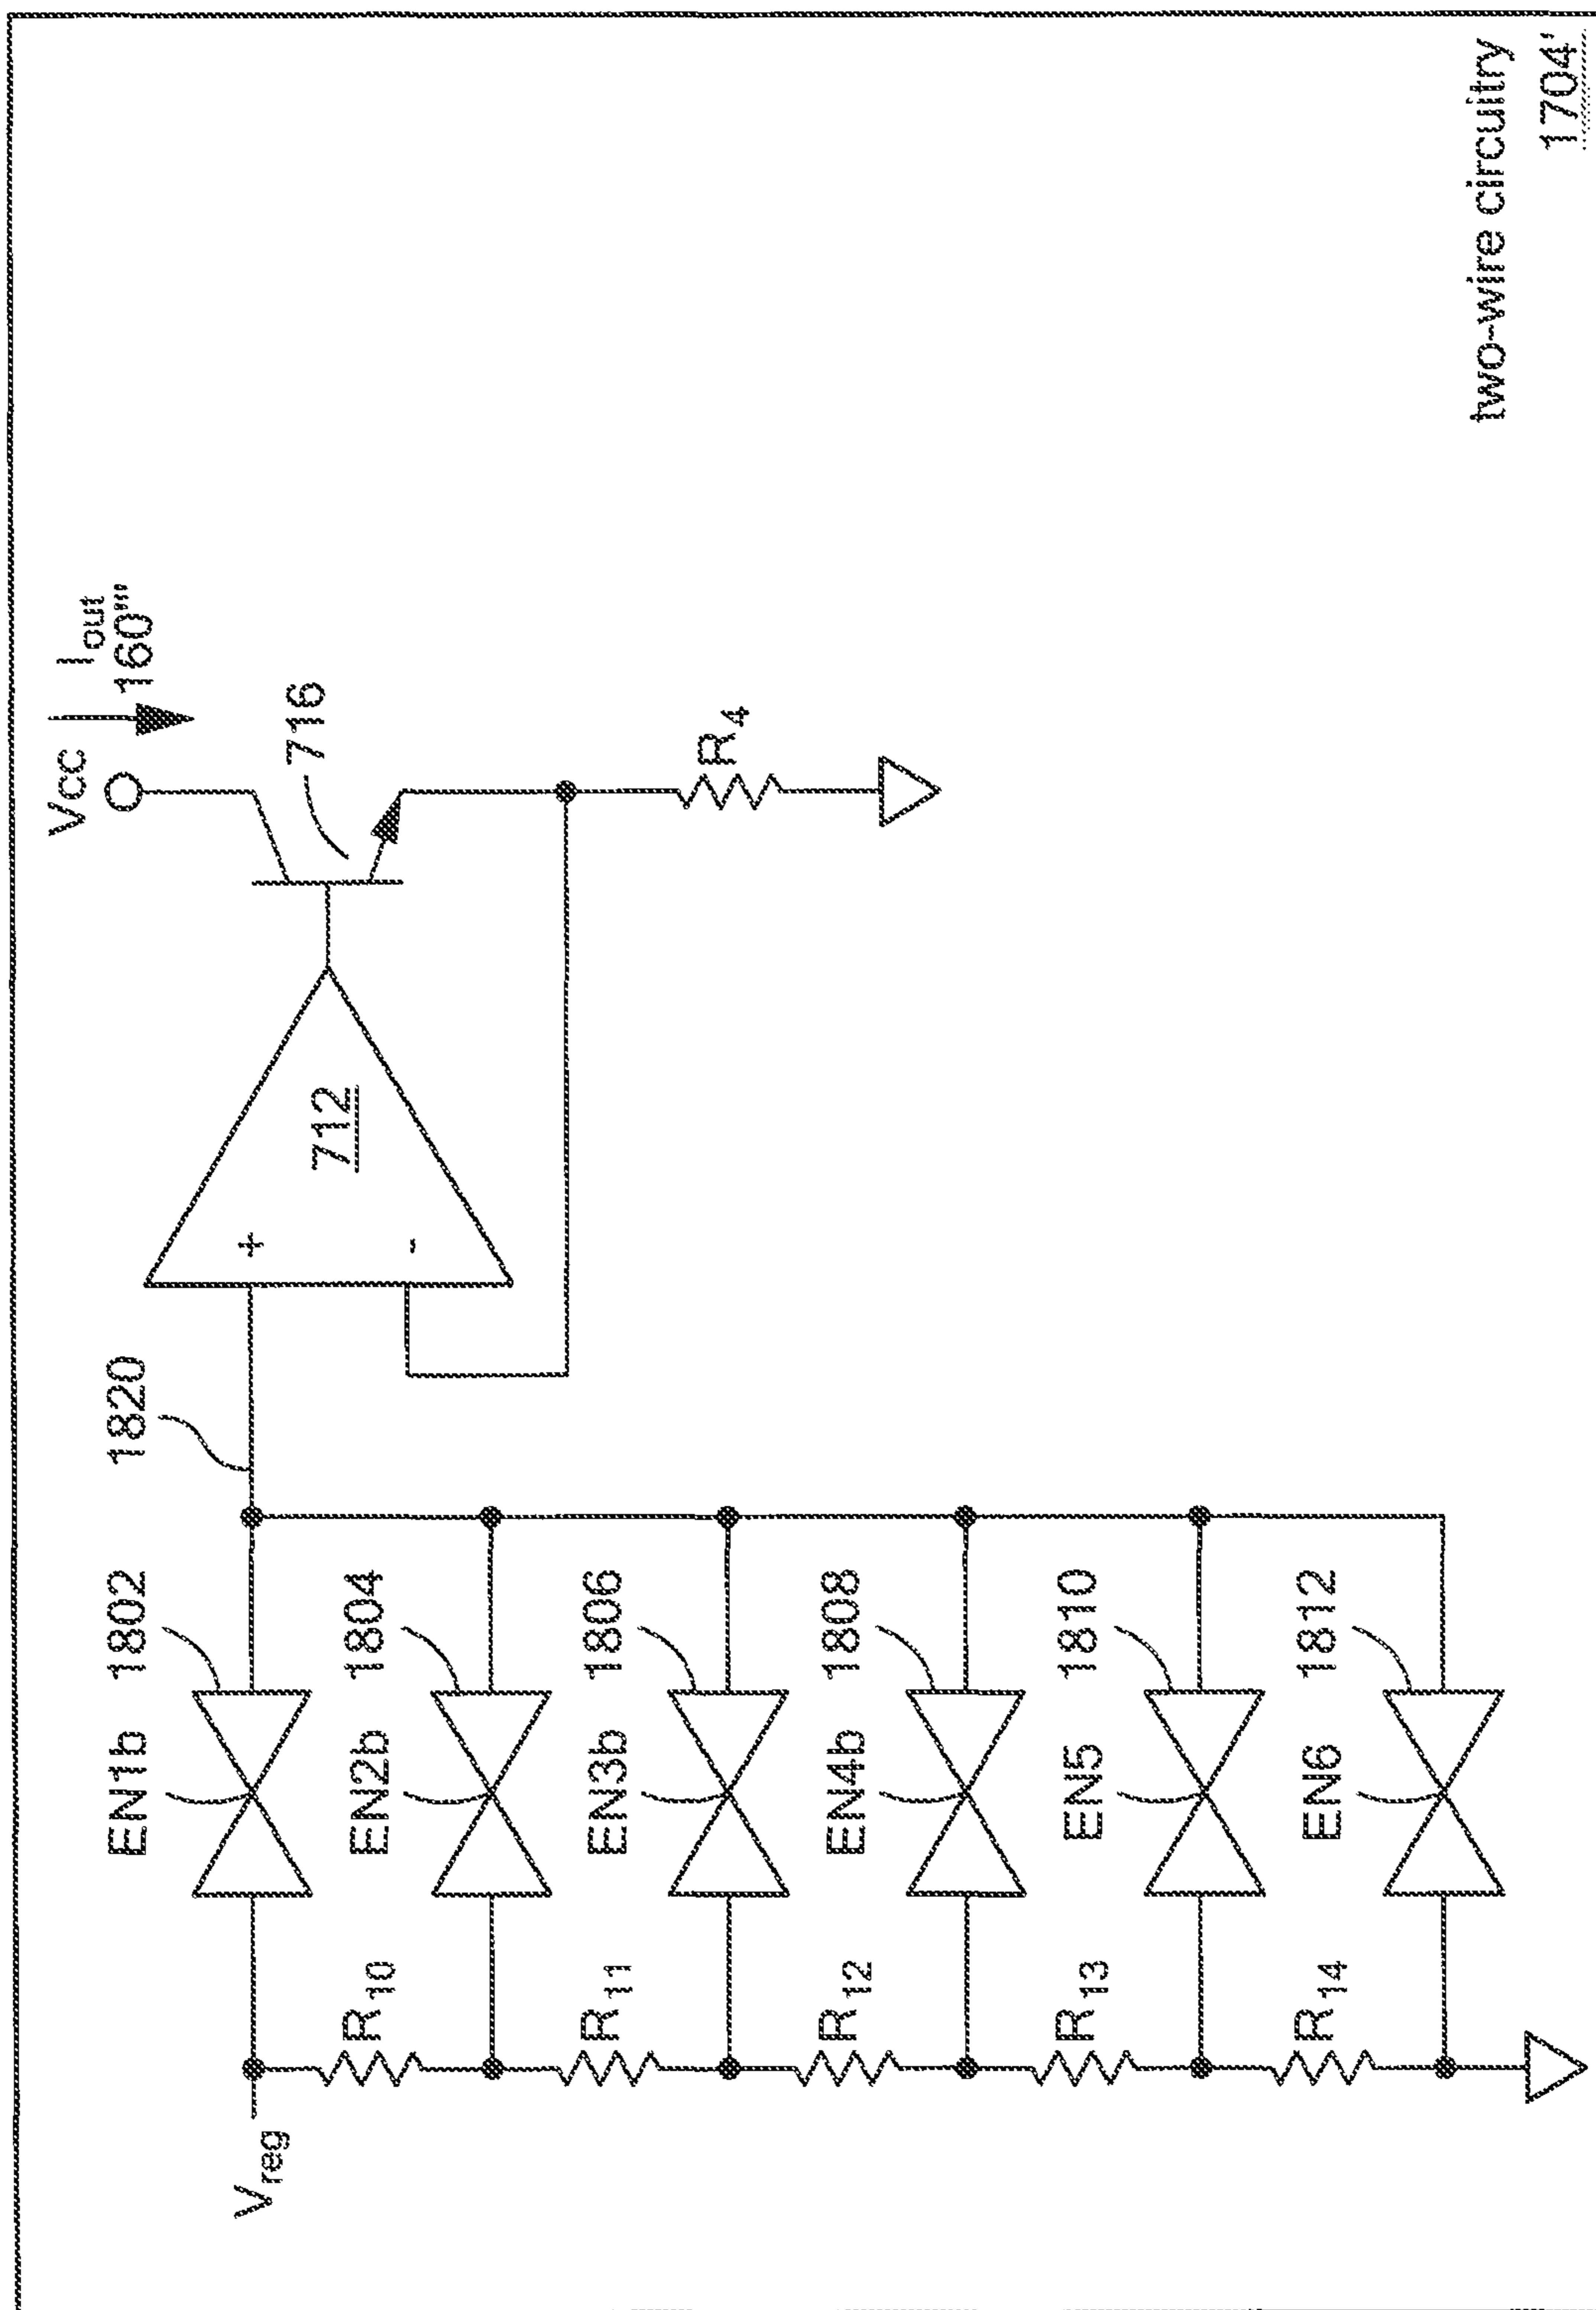 Vcc
I out
160'''
716
R4
712
+
-
1820
EN1b 1802
EN2b 1804
EN3b 1806
EN4b 1808
EN5 1810
EN6 1812
Vreg
R10
R11
R12
R13
R14
two-wire circuitry
1704'